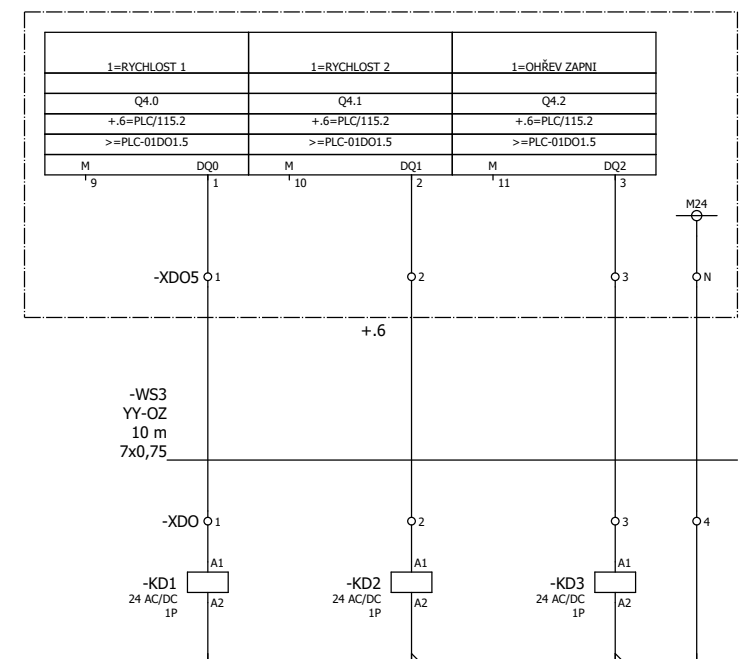 1=RYCHLOST 1 1=RYCHLOST 2 1=OHŘEV ZAPNI
Q4.0 Q4.1 Q4.2
+.6=PLC/115.2 +.6=PLC/115.2 +.6=PLC/115.2
>=PLC-01DO1.5 >=PLC-01DO1.5 >=PLC-01DO1.5
M DQ0 M DQ1 M DQ2
9 1 10 2 11 3
M24
-XDO5 1 2 3 N
+.6
-WS3
YY-OZ
10 m
7x0,75
-XDO 1 2 3 4
A1 A1 A1
-KD1 -KD2 -KD3
24 AC/DC A2 24 AC/DC A2 24 AC/DC A2
1P 1P 1P